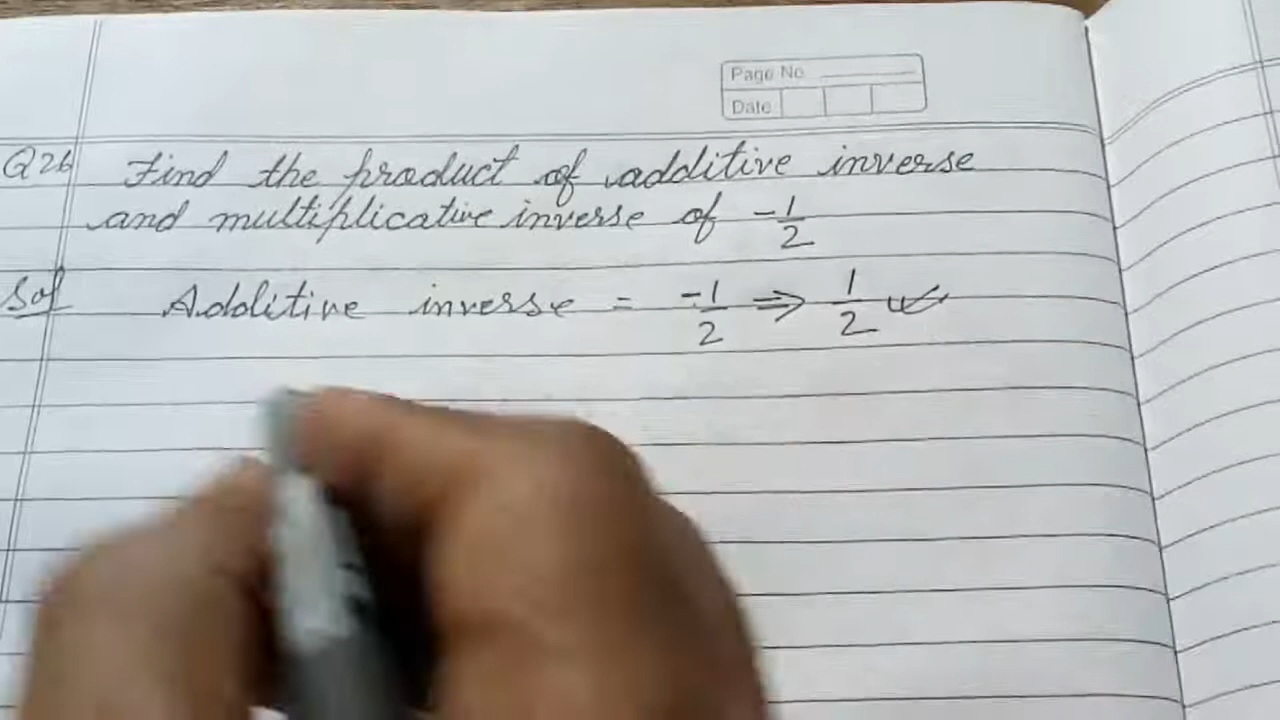 Page No
Date
Q26 Find the product of additive inverse
and multiplicative inverse of -1/2
Sol Additive inverse = -1/2 ⇒ 1/2